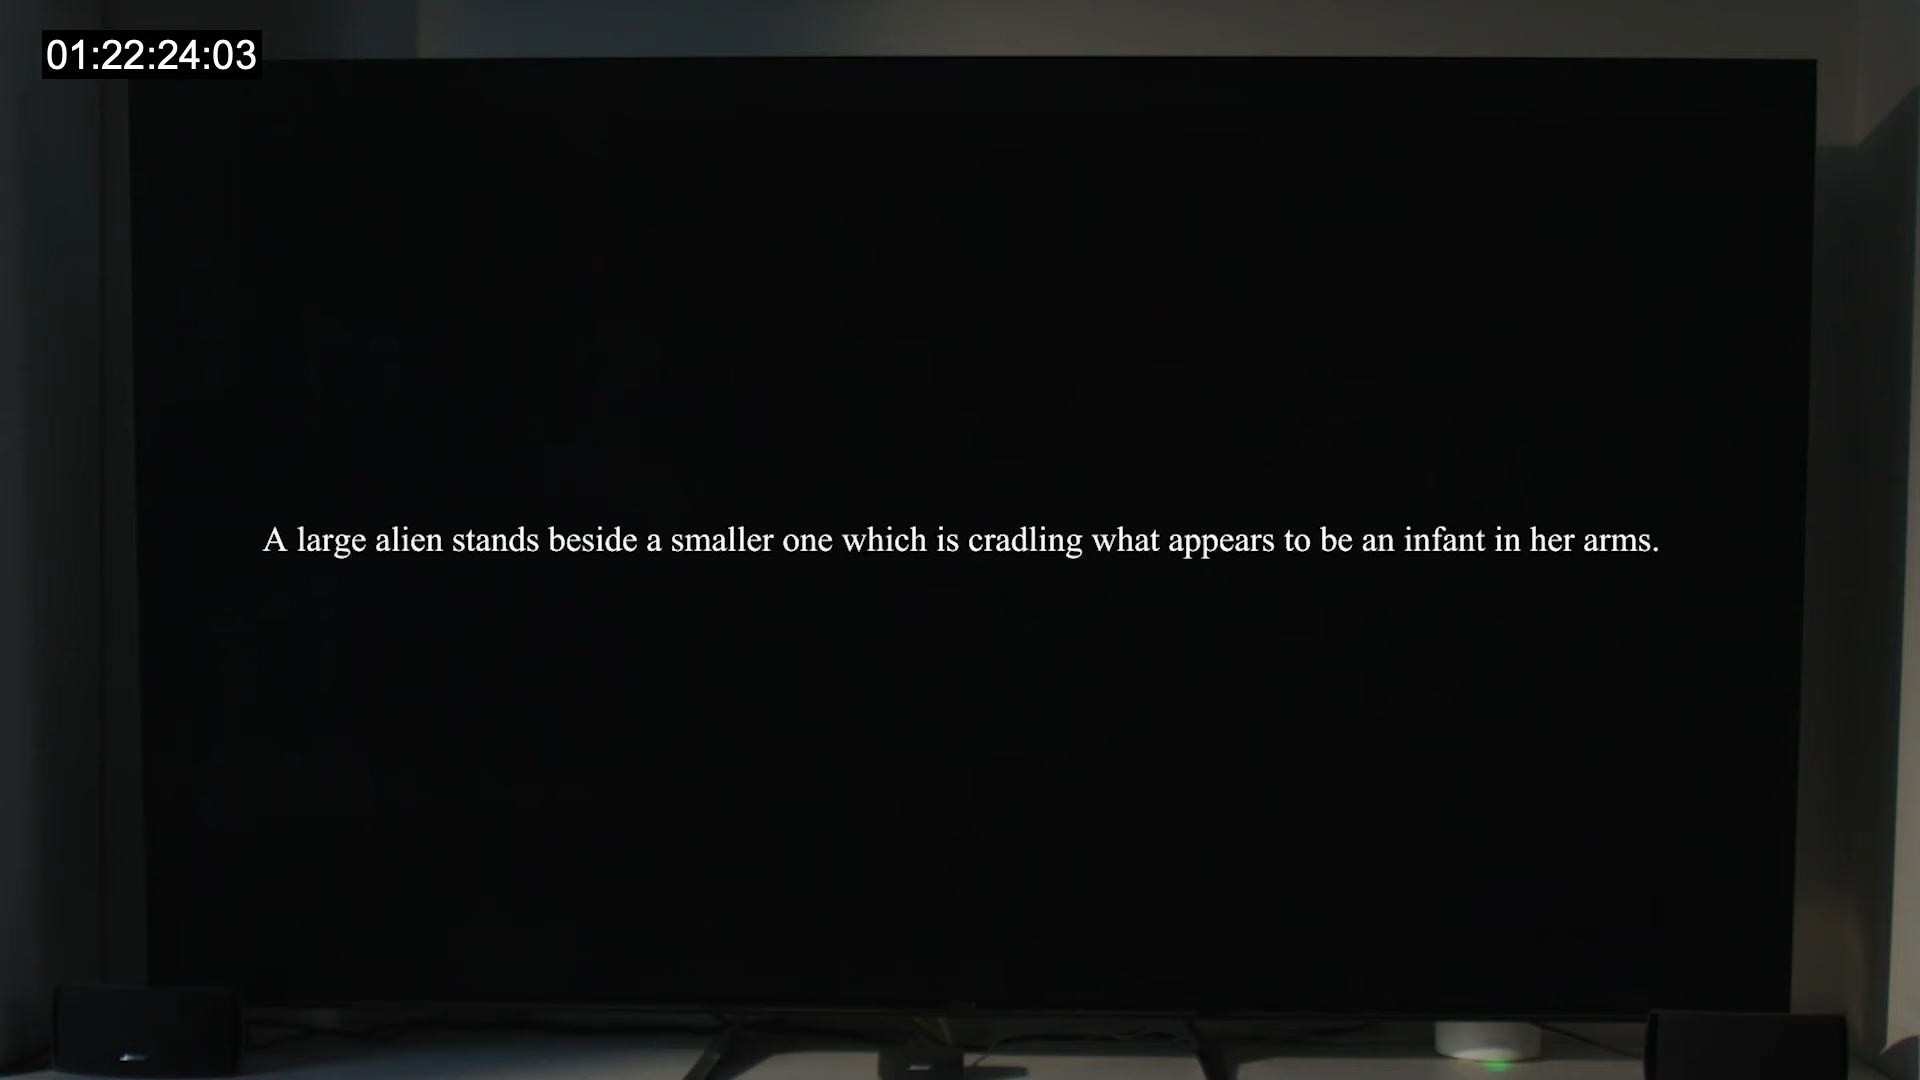 01:22:24:03
A large alien stands beside a smaller one which is cradling what appears to be an infant in her arms.